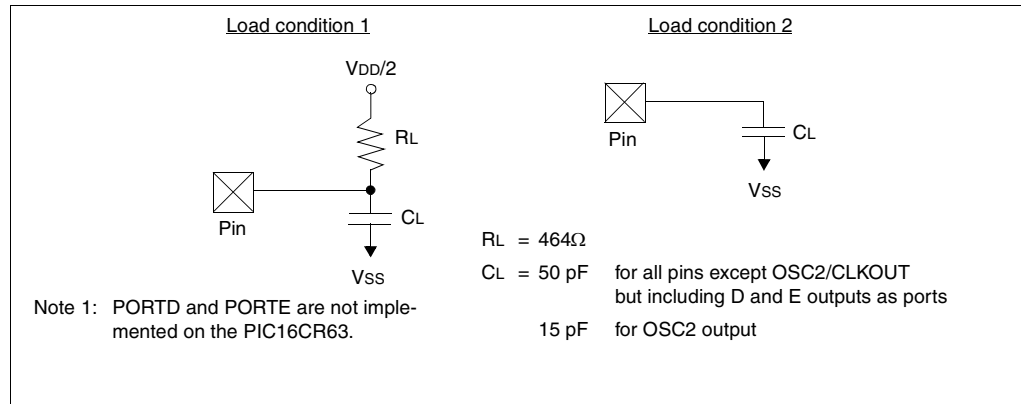 Load condition 1
VDD/2
RL
Pin
CL
VSS
Note 1: PORTD and PORTE are not imple-
mented on the PIC16CR63.
Load condition 2
Pin
CL
VSS
RL = 464Ω
CL = 50 pF for all pins except OSC2/CLKOUT
but including D and E outputs as ports
15 pF for OSC2 output